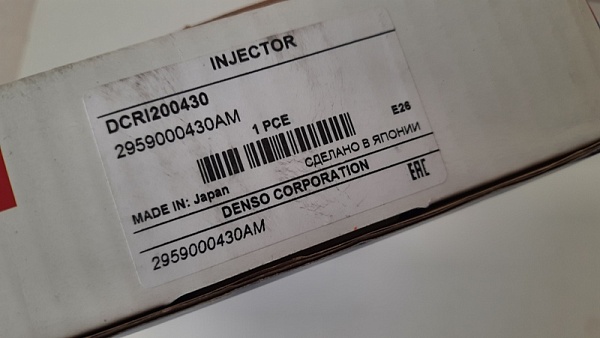 INJECTOR
DCRI200430
2959000430AM
1 PCE
E26
MADE IN: Japan
СДЕЛАНО В ЯПОНИИ
DENSO CORPORATION
EAC
2959000430AM